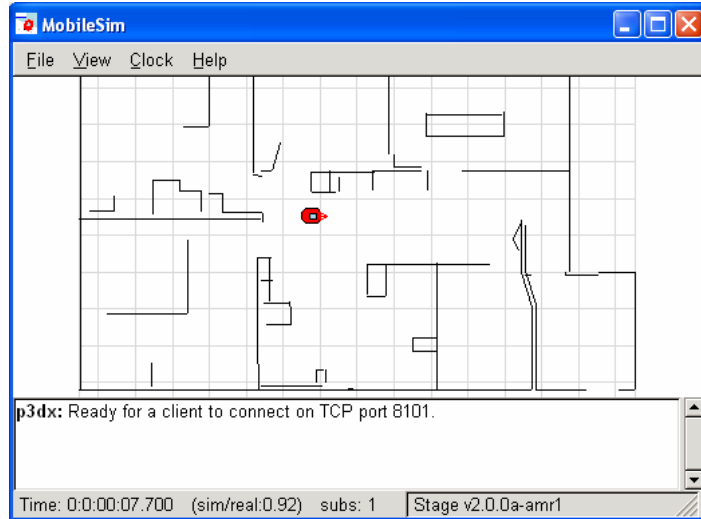 MobileSim
File View Clock Help
p3dx: Ready for a client to connect on TCP port 8101.
Time: 0:0:00:07.700 (sim/real:0.92) subs: 1 Stage v2.0.0a-amr1